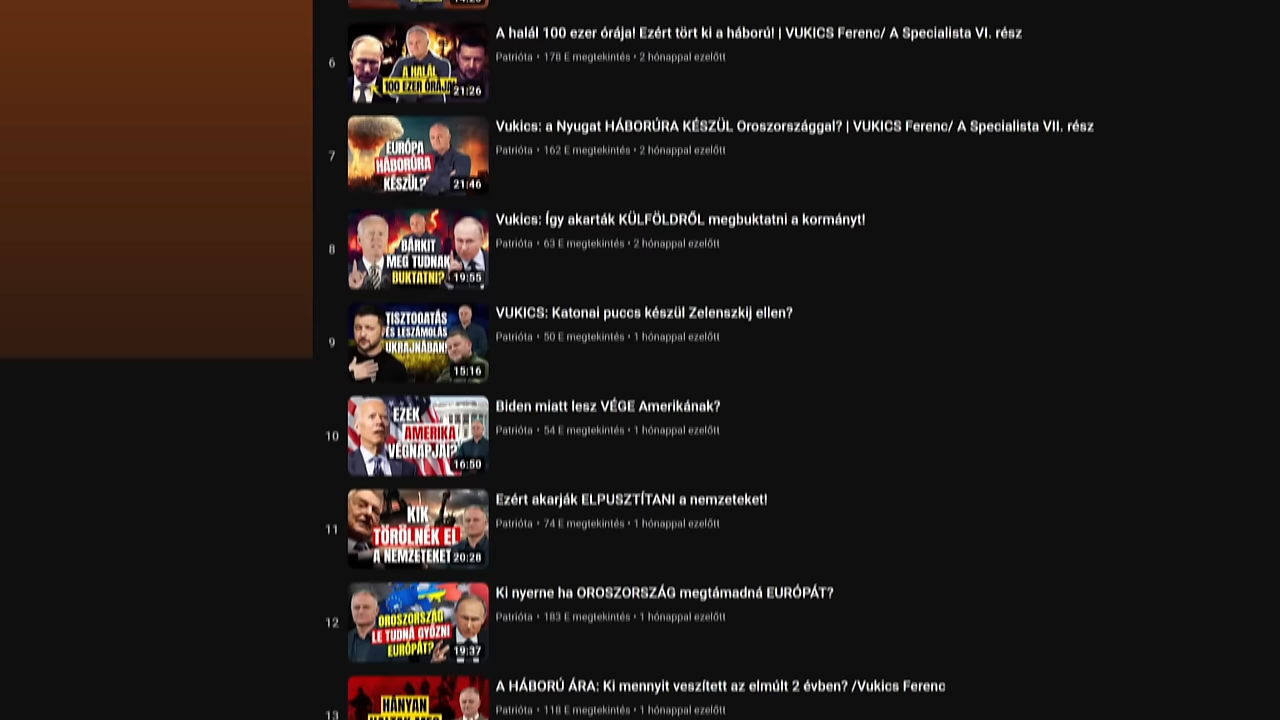 14:26
6
A HALÁL
100 EZER ÓRÁJA!
21:26
A halál 100 ezer órája! Ezért tört ki a háború! | VUKICS Ferenc/ A Specialista VI. rész
Patrióta • 178 E megtekintés • 2 hónappal ezelőtt
7
EURÓPA
HÁBORÚRA
KÉSZÜL?
21:46
Vukics: a Nyugat HÁBORÚRA KÉSZÜL Oroszországgal? | VUKICS Ferenc/ A Specialista VII. rész
Patrióta • 162 E megtekintés • 2 hónappal ezelőtt
8
BÁRKIT
MEG TUDNAK
BUKTATNI?
19:55
Vukics: Így akarták KÜLFÖLDRŐL megbuktatni a kormányt!
Patrióta • 63 E megtekintés • 2 hónappal ezelőtt
9
TISZTOGATÁS
ÉS LESZÁMOLÁS
UKRAJNÁBAN!
15:16
VUKICS: Katonai puccs készül Zelenszkij ellen?
Patrióta • 50 E megtekintés • 1 hónappal ezelőtt
10
EZEK
AMERIKA
VÉGNAPJAI?
16:50
Biden miatt lesz VÉGE Amerikának?
Patrióta • 54 E megtekintés • 1 hónappal ezelőtt
11
KIK
TÖRÖLNÉK EL
A NEMZETEKET
20:28
Ezért akarják ELPUSZTÍTANI a nemzeteket!
Patrióta • 74 E megtekintés • 1 hónappal ezelőtt
12
OROSZORSZÁG
LE TUDNÁ GYŐZNI
EURÓPÁT?
19:37
Ki nyerne ha OROSZORSZÁG megtámadná EURÓPÁT?
Patrióta • 183 E megtekintés • 1 hónappal ezelőtt
13
HÁNYAN
HALTAK MEG
A HÁBORÚ ÁRA: Ki mennyit veszített az elmúlt 2 évben? /Vukics Ferenc
Patrióta • 118 E megtekintés • 1 hónappal ezelőtt